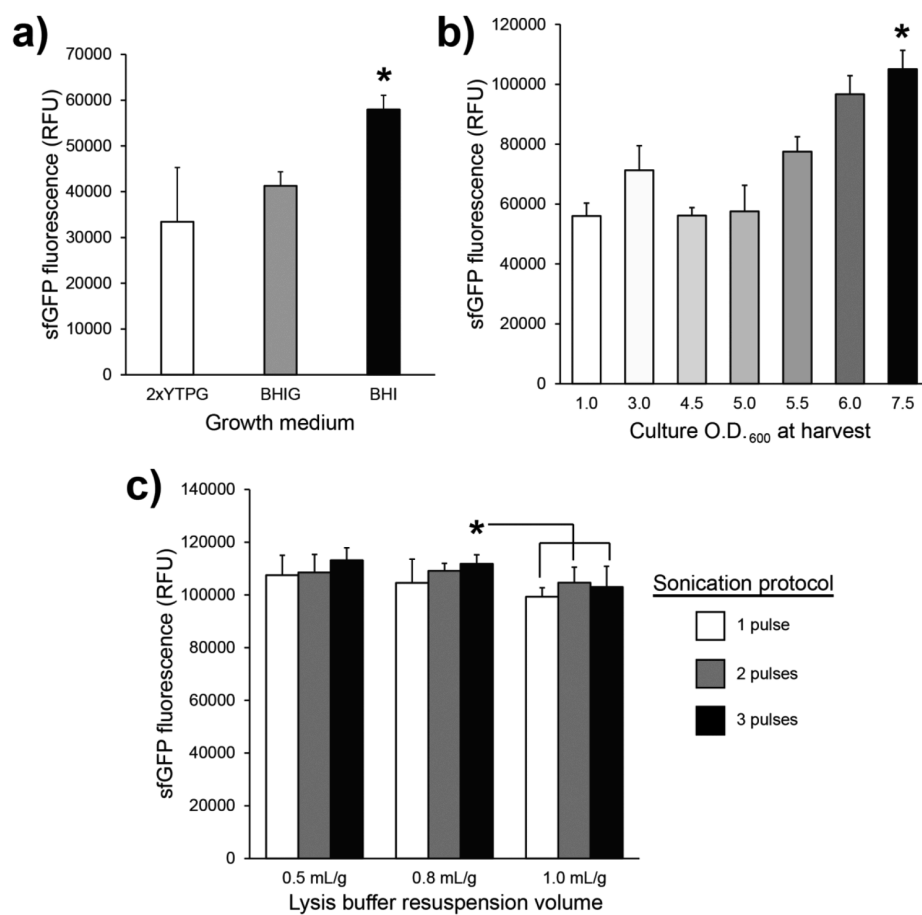 a)
70000
60000
50000
40000
30000
20000
10000
0
sfGFP fluorescence (RFU)
*
2xYTPG BHIG BHI
Growth medium
b)
120000
100000
80000
60000
40000
20000
0
sfGFP fluorescence (RFU)
*
1.0 3.0 4.5 5.0 5.5 6.0 7.5
Culture O.D.600 at harvest
c)
140000
120000
100000
80000
60000
40000
20000
0
sfGFP fluorescence (RFU)
*
0.5 mL/g 0.8 mL/g 1.0 mL/g
Lysis buffer resuspension volume
Sonication protocol
1 pulse
2 pulses
3 pulses